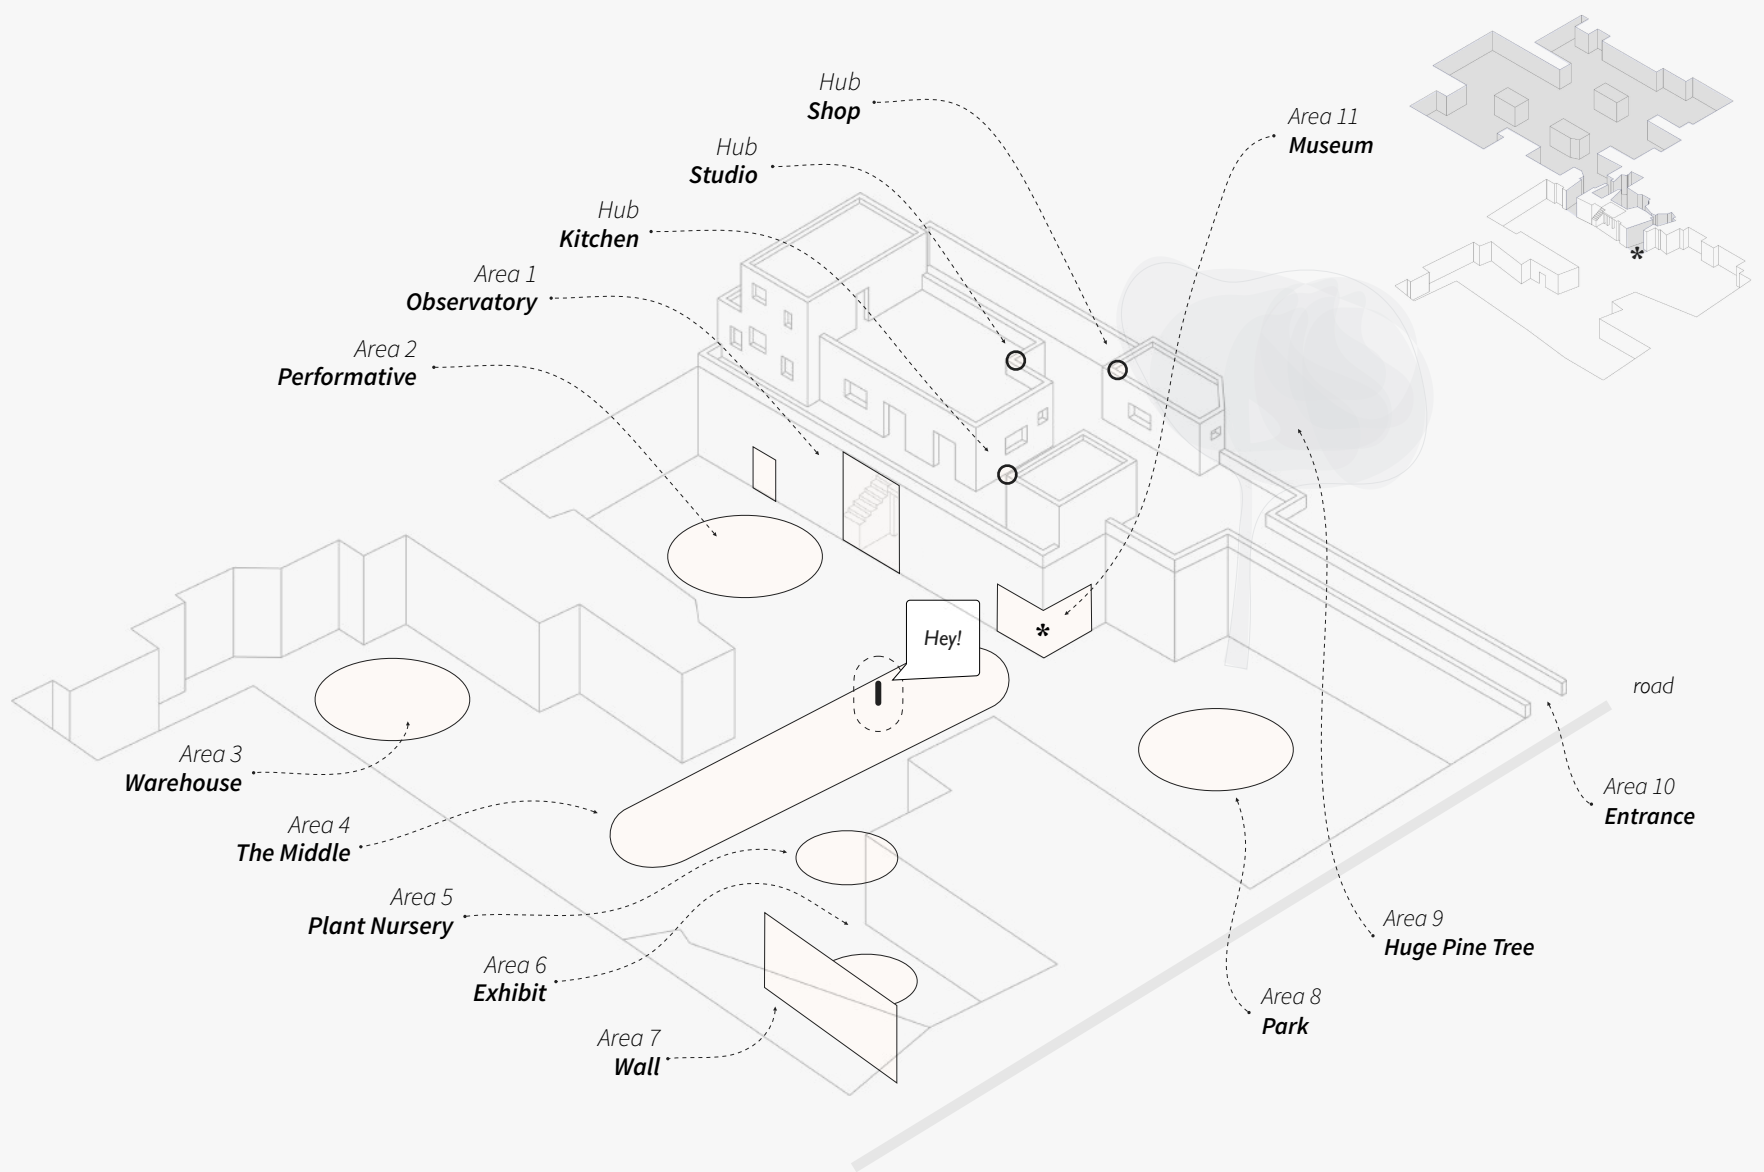 Hub
Shop
Area 11
Museum
Hub
Studio
Hub
Kitchen
Area 1
Observatory
Area 2
Performative
*
Hey!
*
road
Area 3
Warehouse
Area 10
Entrance
Area 4
The Middle
Area 5
Plant Nursery
Area 9
Huge Pine Tree
Area 6
Exhibit
Area 8
Park
Area 7
Wall